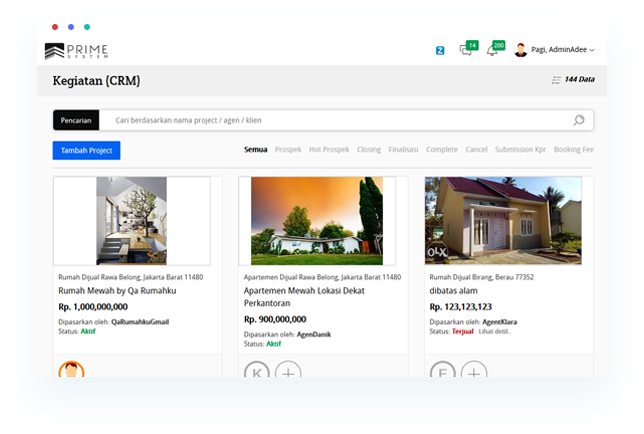 PRIME
SYSTEM
14
200
Pagi, AdminAdee
Kegiatan (CRM)
144 Data
Pencarian
Cari berdasarkan nama project / agen / klien
Tambah Project
Semua Prospek Hot Prospek Closing Finalisasi Complete Cancel Submission Kpr Booking Fee
OLX
Rumah Dijual Rawa Belong, Jakarta Barat 11480
Rumah Mewah by Qa Rumahku
Rp. 1,000,000,000
Dipasarkan oleh: QaRumahkuGmail
Status: Aktif
Apartemen Dijual Rawa Belong, Jakarta Barat 11480
Apartemen Mewah Lokasi Dekat
Perkantoran
Rp. 900,000,000
Dipasarkan oleh: AgenDanik
Status: Aktif
K
Rumah Dijual Birang, Berau 77352
dibatas alam
Rp. 123,123,123
Dipasarkan oleh: AgentKlara
Status: Terjual Lihat detil..